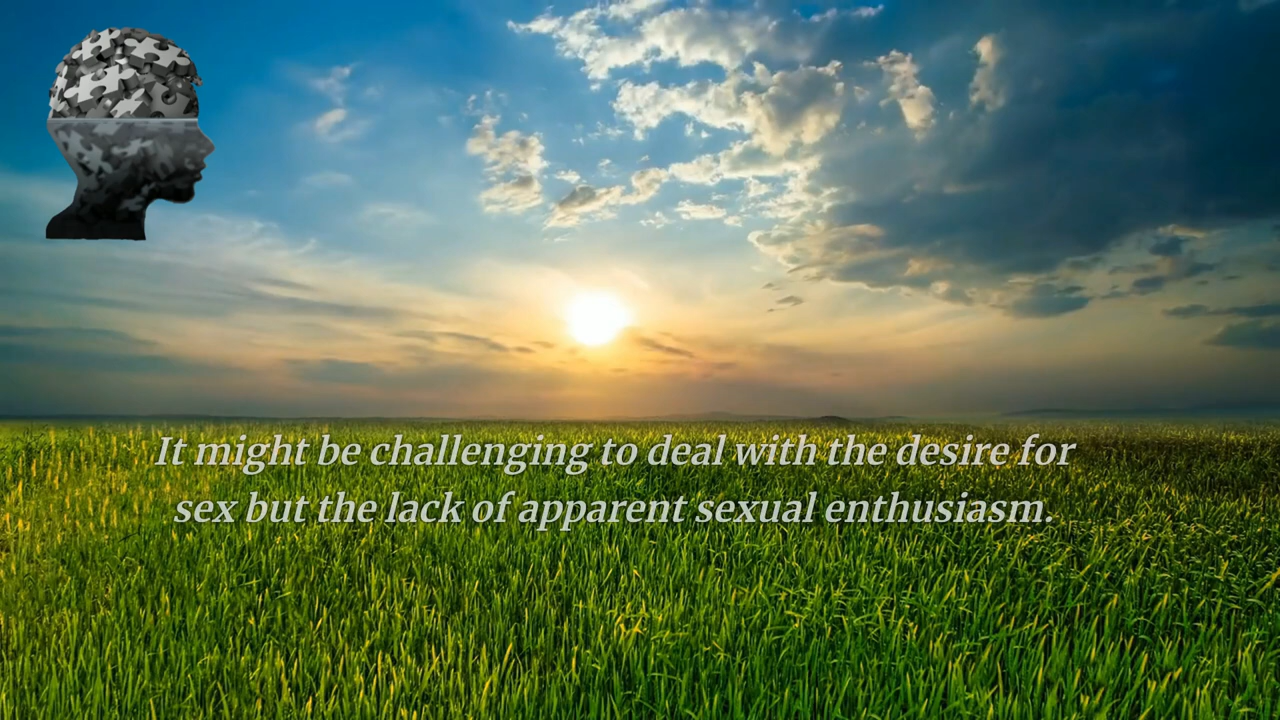 It might be challenging to deal with the desire for
sex but the lack of apparent sexual enthusiasm.